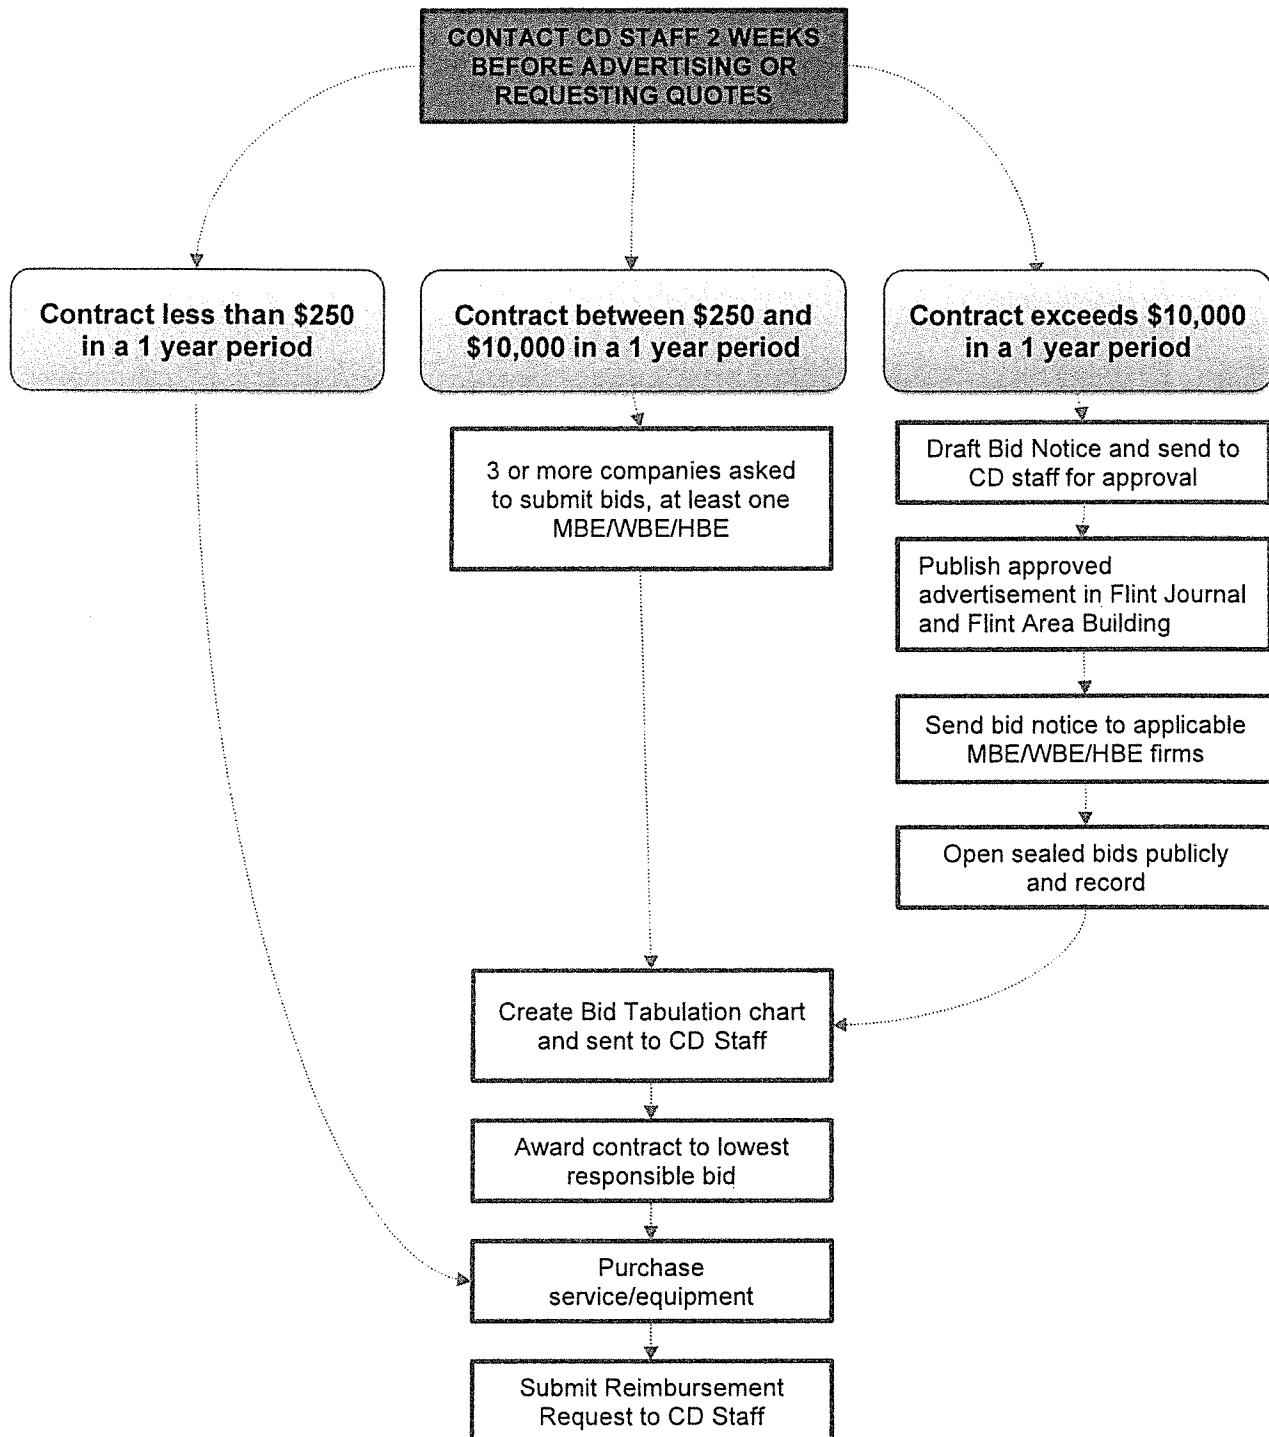 CONTACT CD STAFF 2 WEEKS
BEFORE ADVERTISING OR
REQUESTING QUOTES
Contract less than $250
in a 1 year period
Contract between $250 and
$10,000 in a 1 year period
Contract exceeds $10,000
in a 1 year period
3 or more companies asked
to submit bids, at least one
MBE/WBE/HBE
Draft Bid Notice and send to
CD staff for approval
Publish approved
advertisement in Flint Journal
and Flint Area Building
Send bid notice to applicable
MBE/WBE/HBE firms
Open sealed bids publicly
and record
Create Bid Tabulation chart
and sent to CD Staff
Award contract to lowest
responsible bid
Purchase
service/equipment
Submit Reimbursement
Request to CD Staff